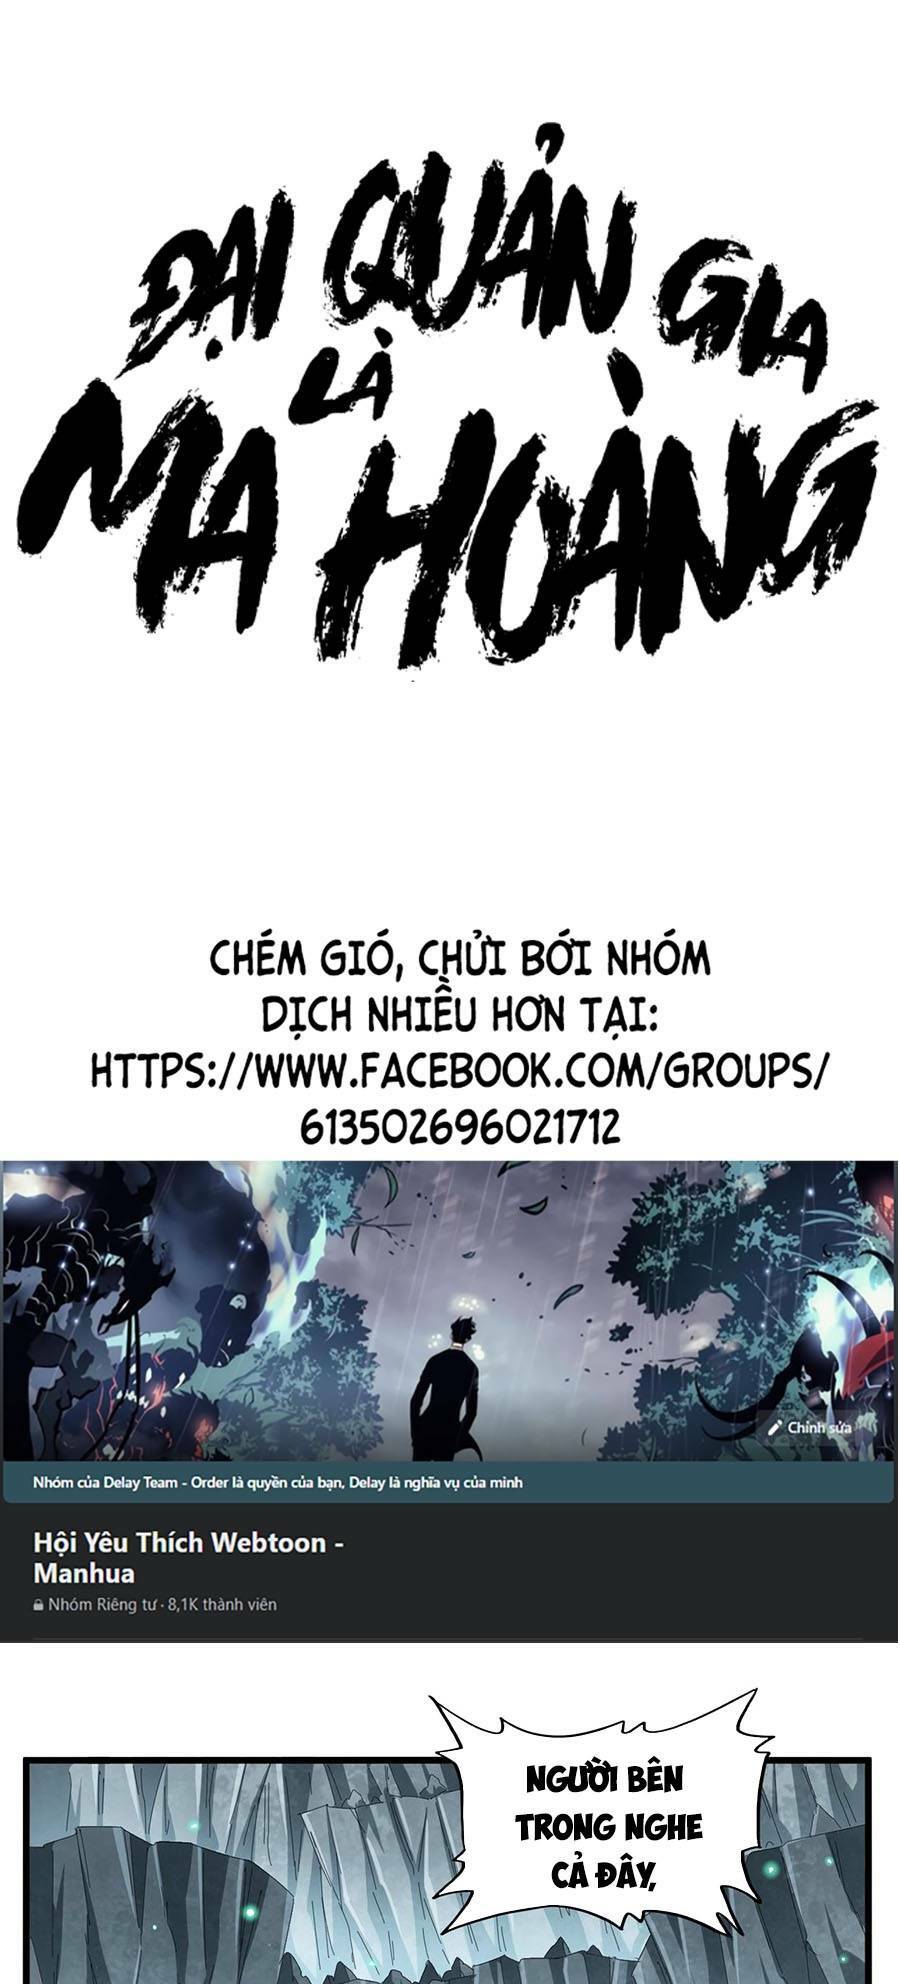 ĐẠI QUẢN GIA
LÀ
MA HOÀNG
CHÉM GIÓ, CHỬI BỚI NHÓM
DỊCH NHIỀU HƠN TẠI:
HTTPS://WWW.FACEBOOK.COM/GROUPS/
613502696021712
Chỉnh sửa
Nhóm của Delay Team - Order là quyền của bạn, Delay là nghĩa vụ của mình
Hội Yêu Thích Webtoon -
Manhua
Nhóm Riêng tư · 8,1K thành viên
NGƯỜI BÊN
TRONG NGHE
CẢ ĐÂY,